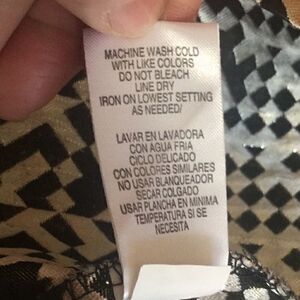 MACHINE WASH COLD
WITH LIKE COLORS
DO NOT BLEACH
LINE DRY
IRON ON LOWEST SETTING
AS NEEDED/
LAVAR EN LAVADORA
CON AGUA FRIA
CICLO DELICADO
CON COLORES SIMILARES
NO USAR BLANQUEADOR
SECAR COLGADO
USAR PLANCHA EN MINIMA
TEMPERATURA SI SE
NECESITA